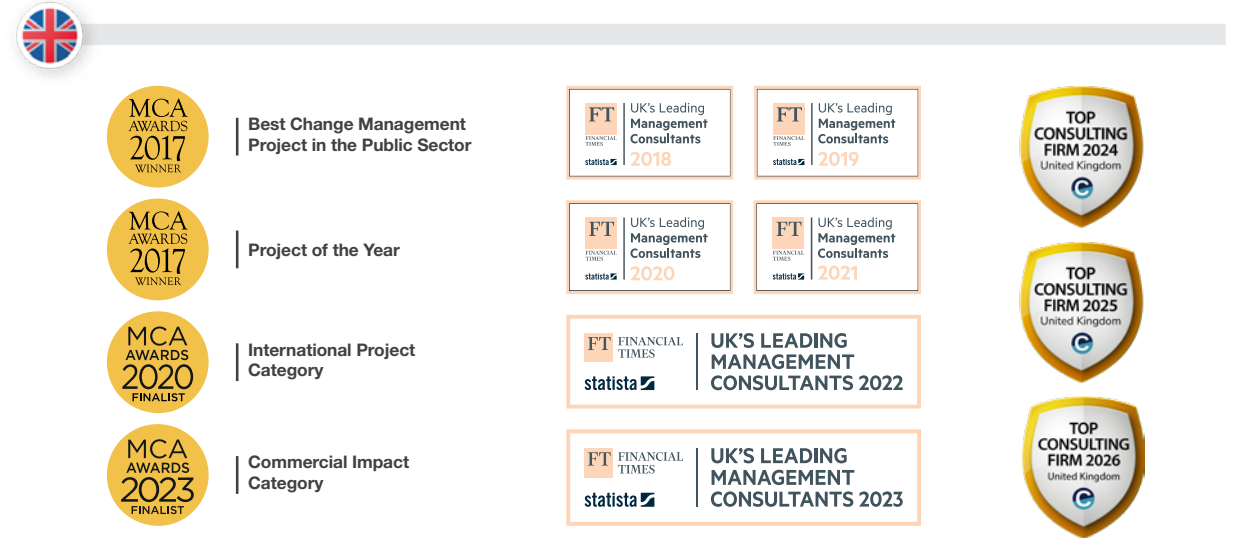 MCA
AWARDS
2017
WINNER
Best Change Management
Project in the Public Sector
MCA
AWARDS
2017
WINNER
Project of the Year
MCA
AWARDS
2020
FINALIST
International Project
Category
MCA
AWARDS
2023
FINALIST
Commercial Impact
Category
FT
FINANCIAL
TIMES
statista
UK's Leading
Management
Consultants
2018
FT
FINANCIAL
TIMES
statista
UK's Leading
Management
Consultants
2019
FT
FINANCIAL
TIMES
statista
UK's Leading
Management
Consultants
2020
FT
FINANCIAL
TIMES
statista
UK's Leading
Management
Consultants
2021
FT FINANCIAL
TIMES
statista
UK'S LEADING
MANAGEMENT
CONSULTANTS 2022
FT FINANCIAL
TIMES
statista
UK'S LEADING
MANAGEMENT
CONSULTANTS 2023
TOP
CONSULTING
FIRM 2024
United Kingdom
TOP
CONSULTING
FIRM 2025
United Kingdom
TOP
CONSULTING
FIRM 2026
United Kingdom